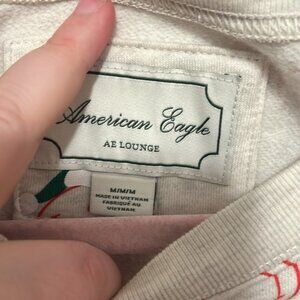 American Eagle
AE LOUNGE
M/M/M
MADE IN VIETNAM
FABRIQUÉ AU
VIETNAM